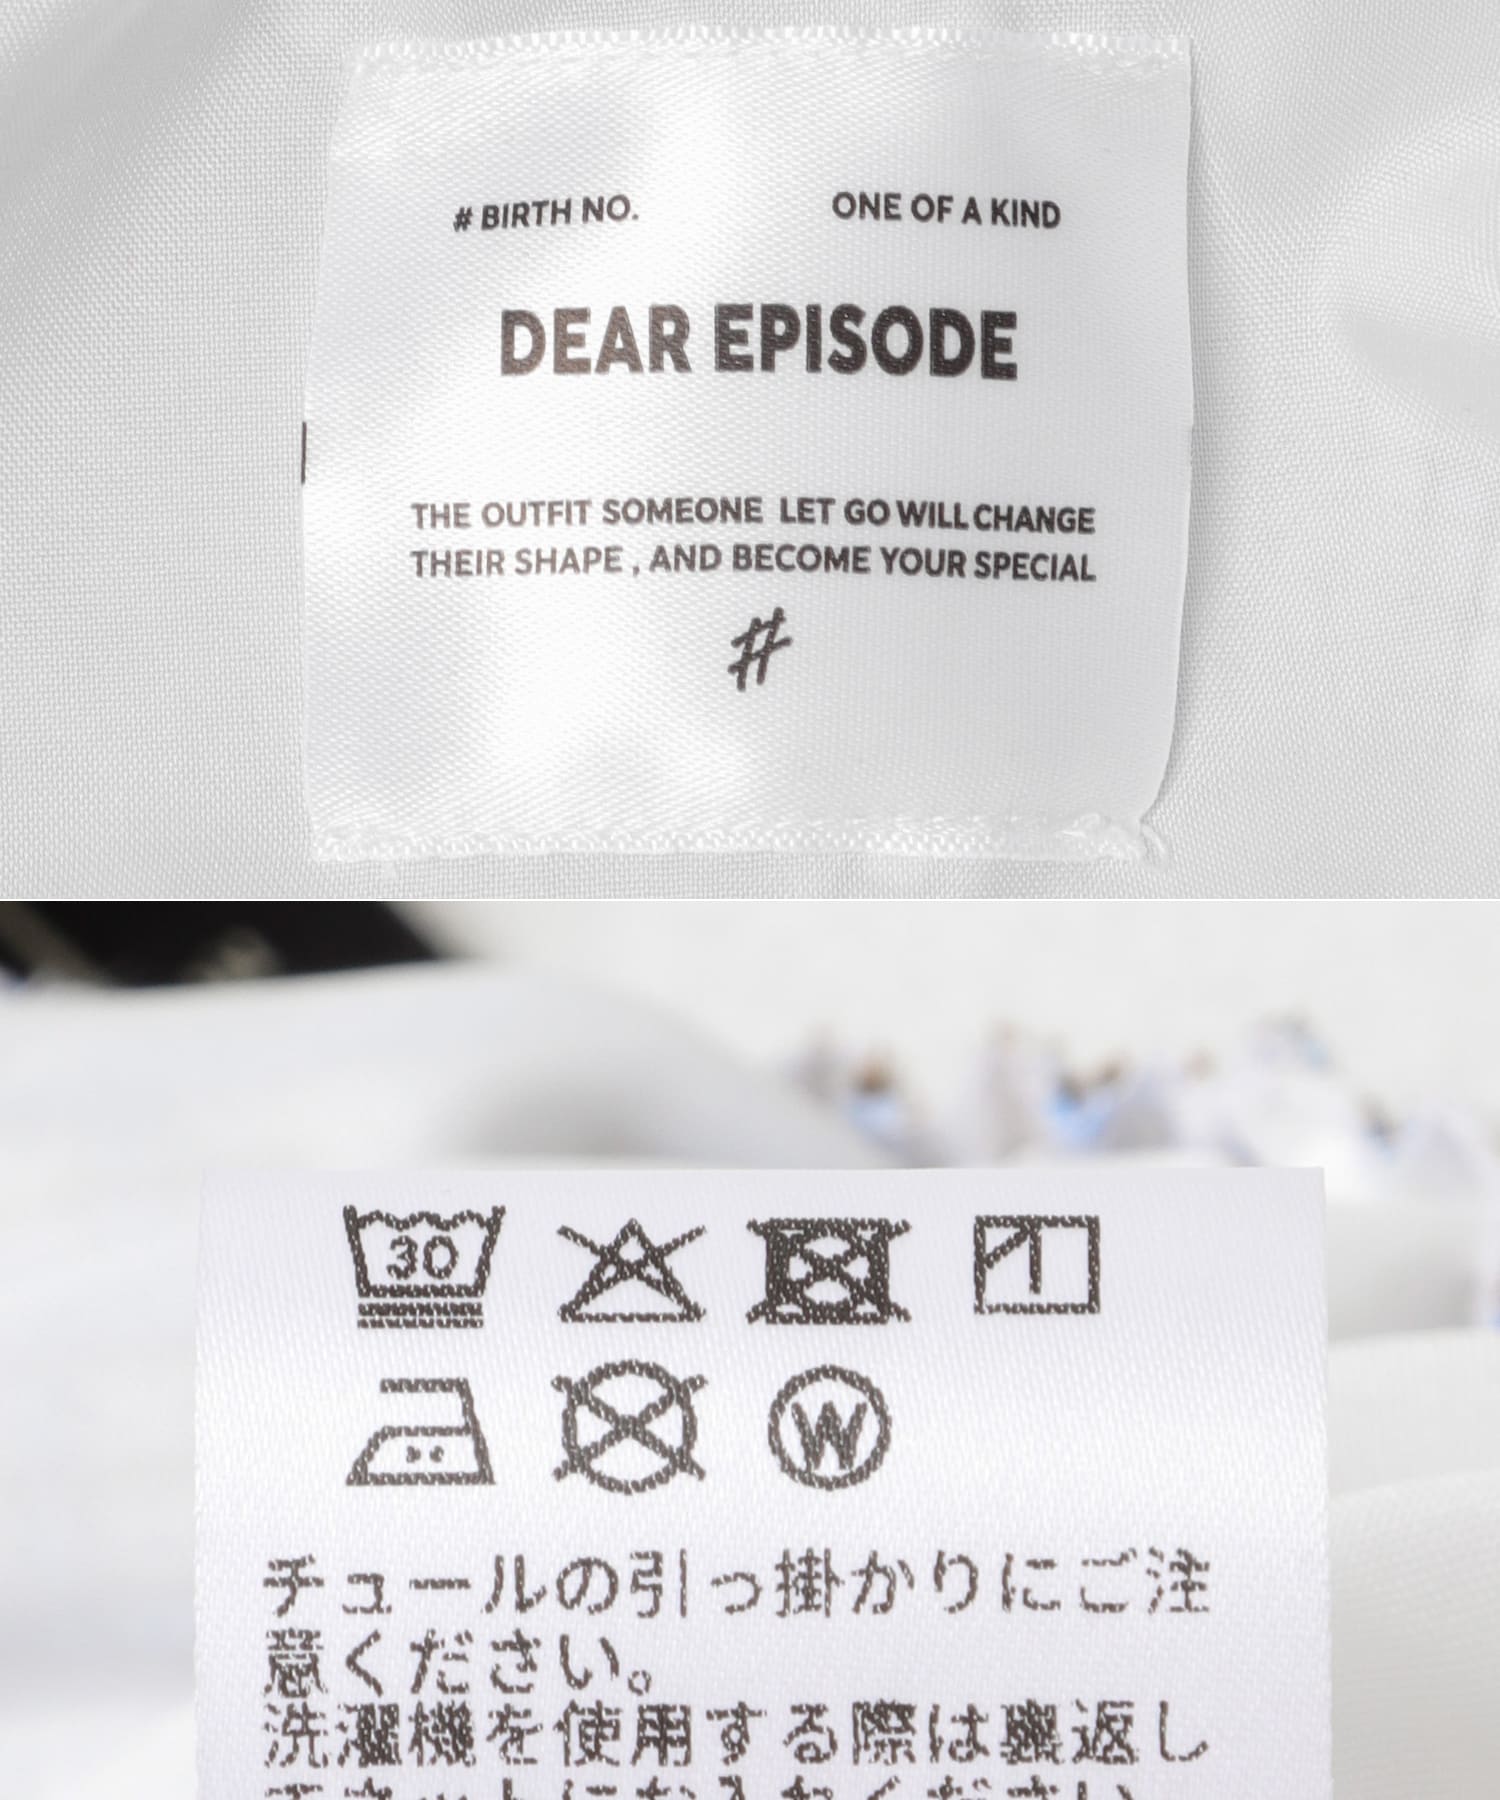 # BIRTH NO. ONE OF A KIND
DEAR EPISODE
THE OUTFIT SOMEONE LET GO WILL CHANGE
THEIR SHAPE , AND BECOME YOUR SPECIAL
#
30
W
チュールの引っ掛かりにご注
意ください。
洗濯機を使用する際は裏返し